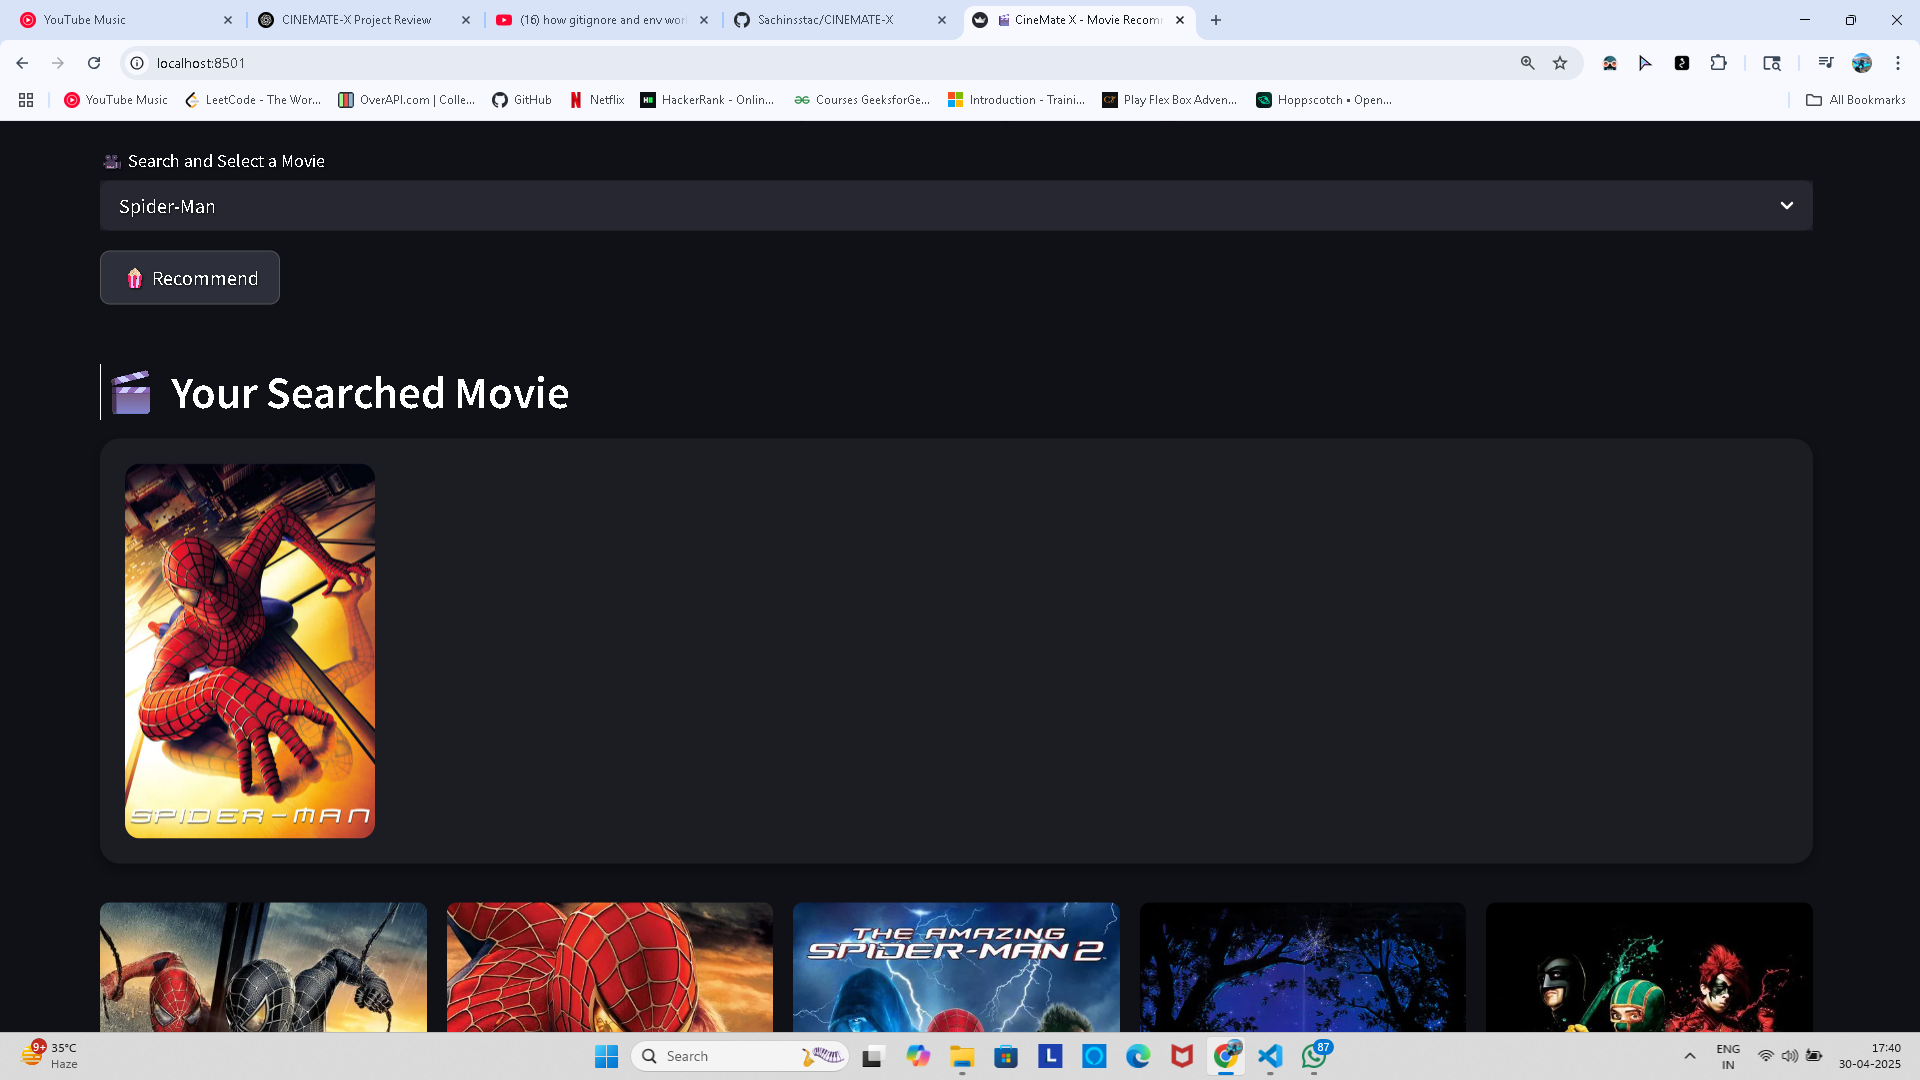 YouTube Music
CINEMATE-X Project Review
(16) how gitignore and env wor
Sachinsstac/CINEMATE-X
CineMate X - Movie Recom
localhost:8501
YouTube Music
LeetCode - The Wor...
OverAPI.com | Colle...
GitHub
Netflix
HackerRank - Onlin...
Courses GeeksforGe...
Introduction - Traini...
Play Flex Box Adven...
Hoppscotch • Open...
All Bookmarks
Search and Select a Movie
Spider-Man
Recommend
Your Searched Movie
SPIDER-MAN
THE AMAZING
SPIDER-MAN 2
9+
35°C
Haze
Search
L
87
ENG
IN
17:40
30-04-2025